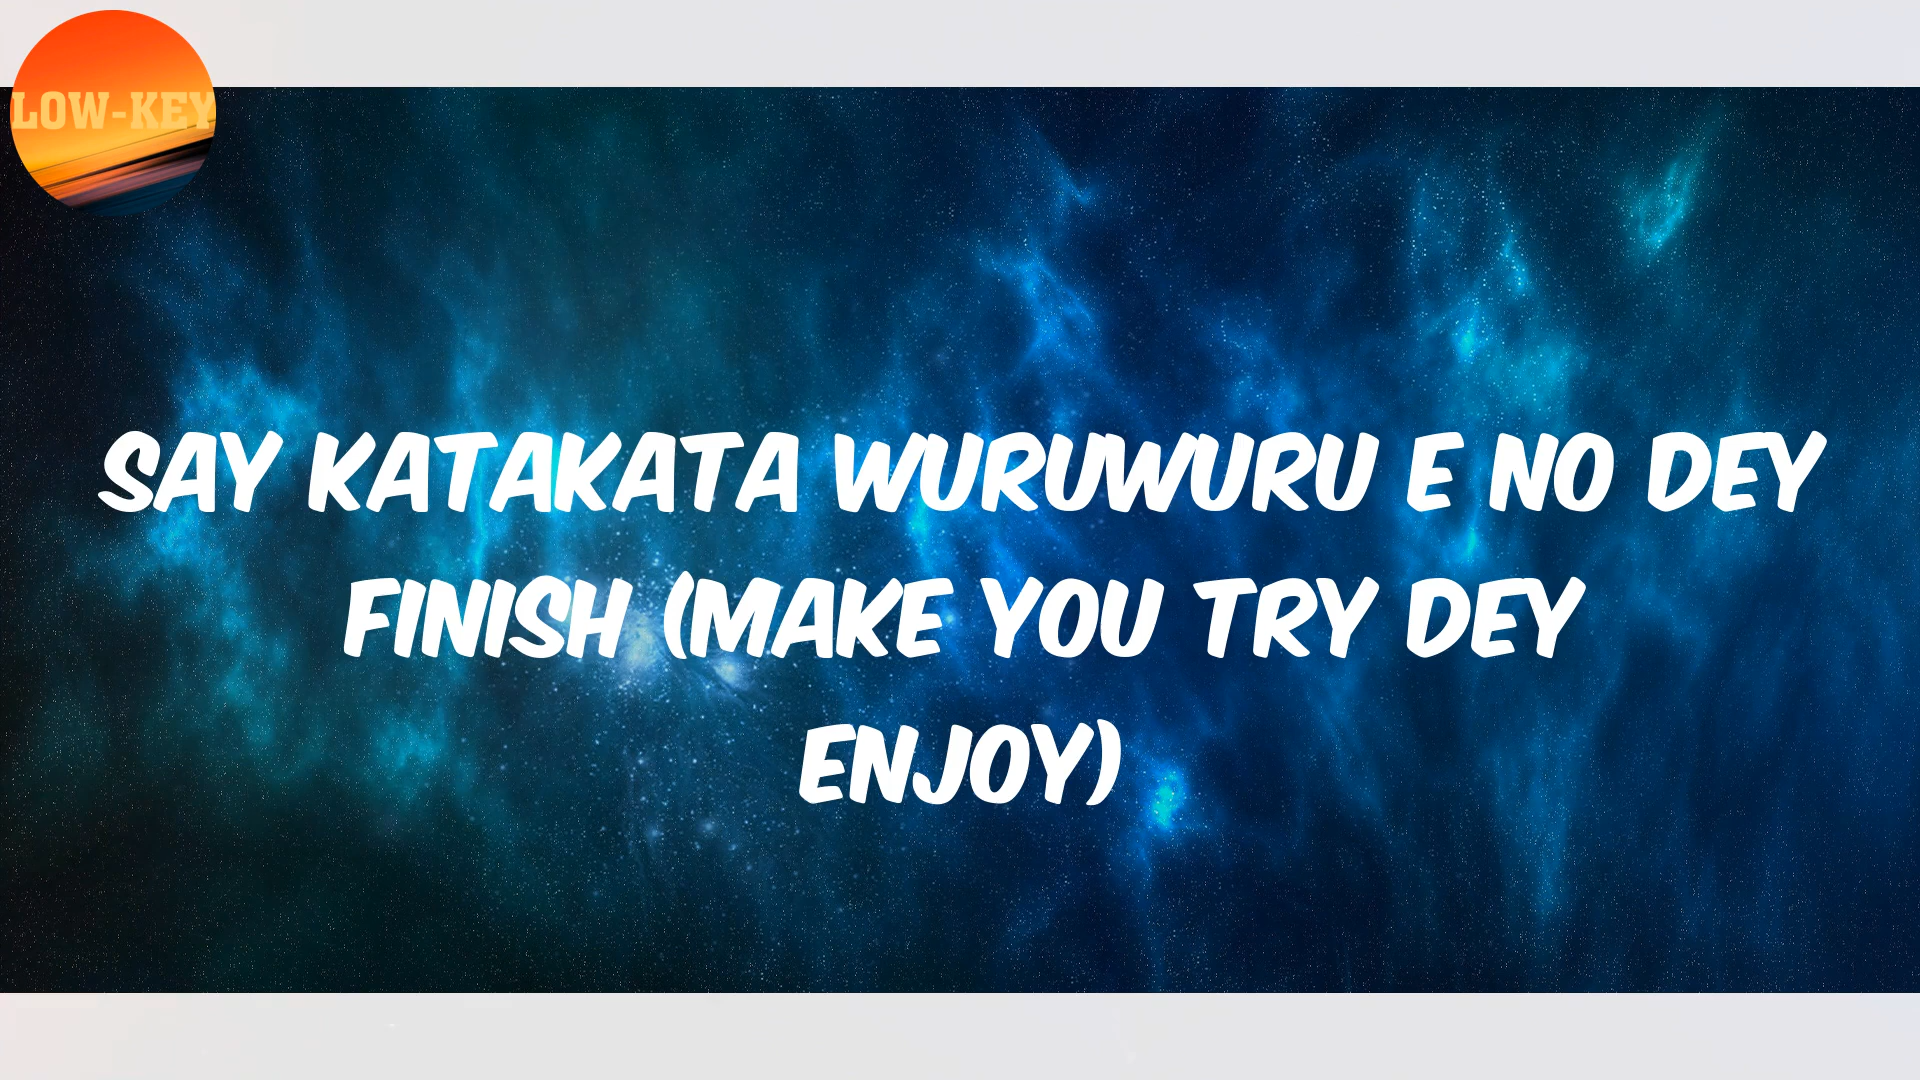 LOW-KEY
SAY KATAKATA WURUWURU E NO DEY
FINISH (MAKE YOU TRY DEY
ENJOY)